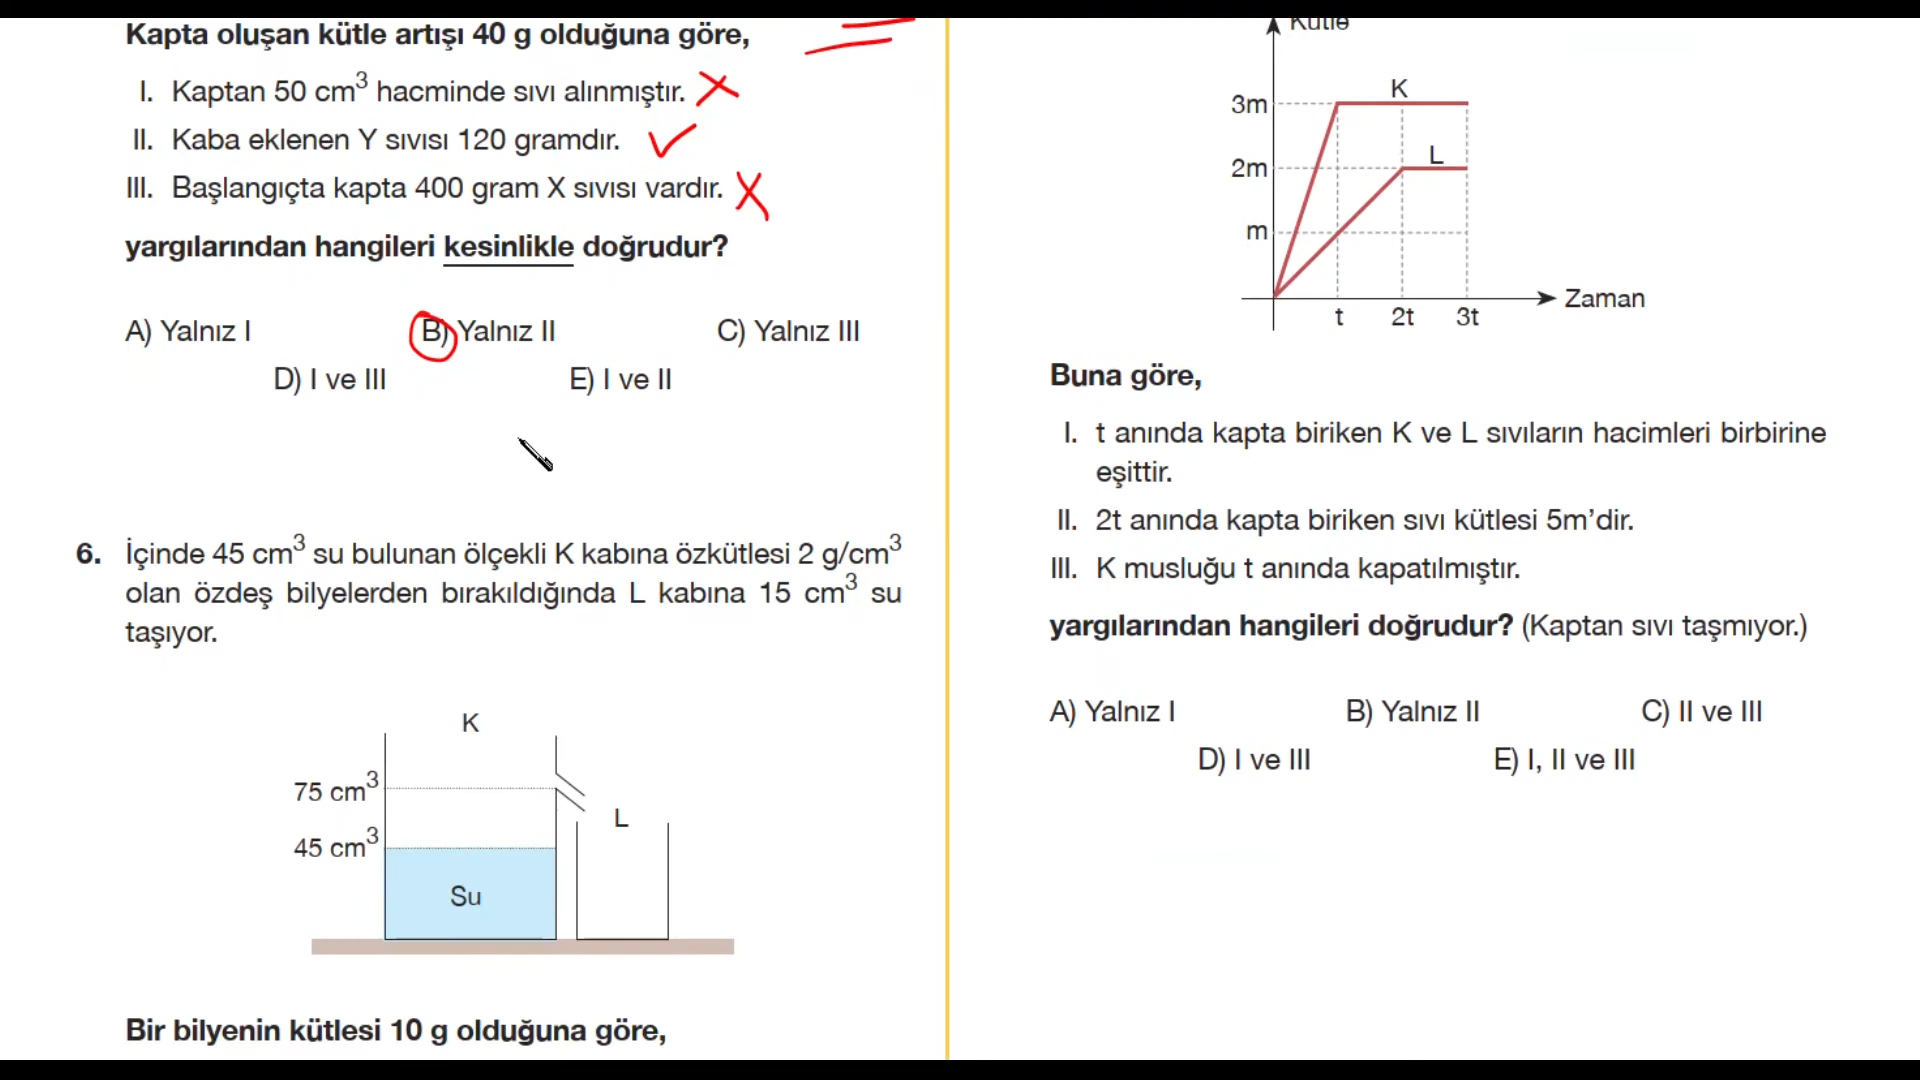 Kapta oluşan kütle artışı 40 g olduğuna göre,
I. Kaptan 50 cm³ hacminde sıvı alınmıştır.
II. Kaba eklenen Y sıvısı 120 gramdır.
III. Başlangıçta kapta 400 gram X sıvısı vardır.
yargılarından hangileri kesinlikle doğrudur?
A) Yalnız I B) Yalnız II C) Yalnız III
D) I ve III E) I ve II
6. İçinde 45 cm³ su bulunan ölçekli K kabına özkütlesi 2 g/cm³
olan özdeş bilyelerden bırakıldığında L kabına 15 cm³ su
taşıyor.
K
75 cm³
L
45 cm³
Su
Bir bilyenin kütlesi 10 g olduğuna göre,
Kütle
K
3m
L
2m
m
Zaman
t 2t 3t
Buna göre,
I. t anında kapta biriken K ve L sıvıların hacimleri birbirine
eşittir.
II. 2t anında kapta biriken sıvı kütlesi 5m’dir.
III. K musluğu t anında kapatılmıştır.
yargılarından hangileri doğrudur? (Kaptan sıvı taşmıyor.)
A) Yalnız I B) Yalnız II C) II ve III
D) I ve III E) I, II ve III